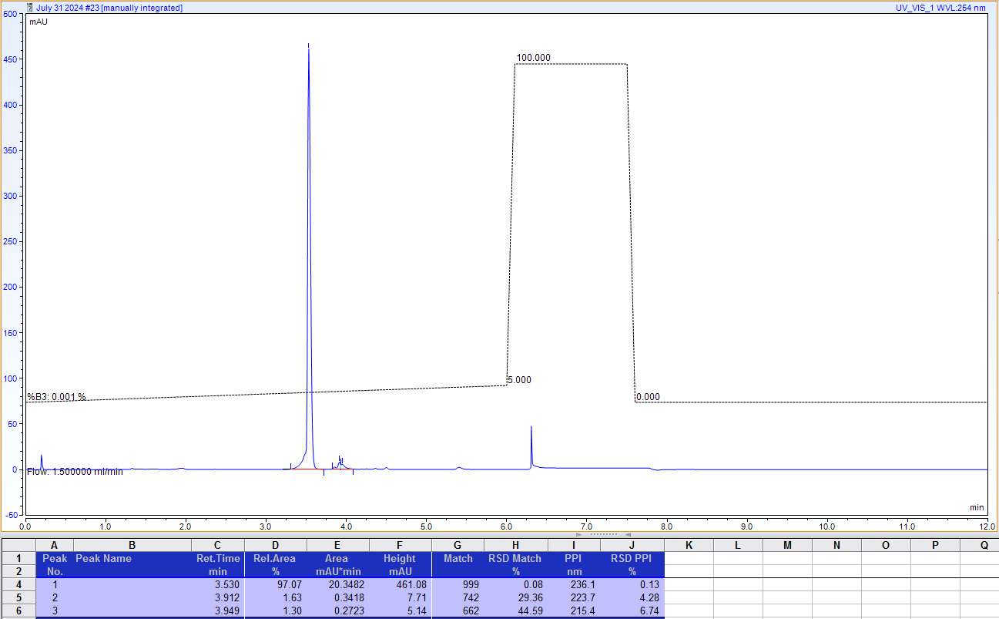 July 31 2024 #23 [manually integrated] UV_VIS_1 WVL:254 nm
500
mAU
100.000
450
400
350
300
250
200
150
5.000
100
%B3: 0.001 %
0.000
50
0
Flow: 1.500000 ml/min
min
-50
0.0 1.0 2.0 3.0 4.0 5.0 6.0 7.0 8.0 9.0 10.0 11.0 12.0
A B C D E F G H I J K L M N O P Q
1 Peak Peak Name Ret.Time Rel.Area Area Height Match RSD Match PPI RSD PPI
2 No. min % mAU*min mAU % nm %
4 1 3.530 97.07 20.3482 461.08 999 0.08 236.1 0.13
5 2 3.912 1.63 0.3418 7.71 742 29.36 223.7 4.28
6 3 3.949 1.30 0.2723 5.14 662 44.59 215.4 6.74